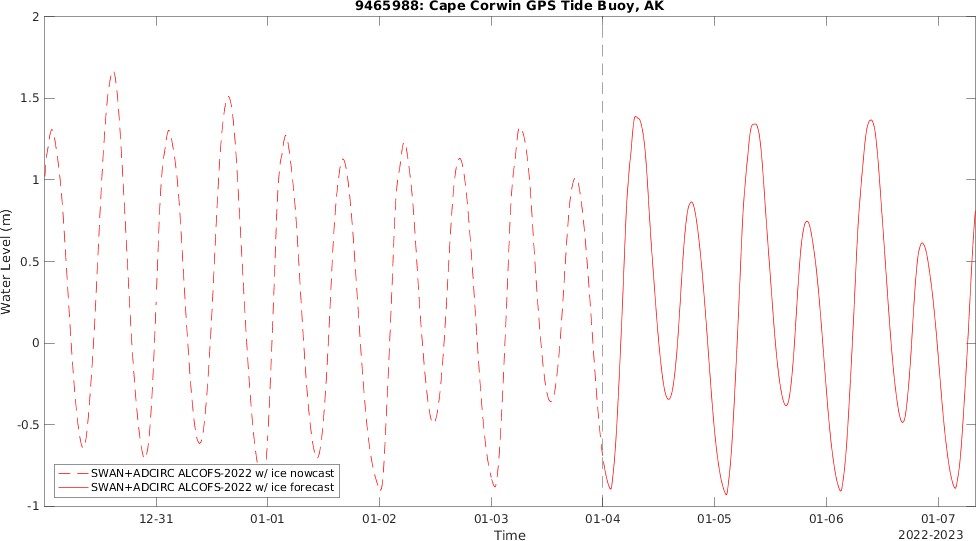 9465988: Cape Corwin GPS Tide Buoy, AK
2
1.5
1
0.5
0
-0.5
-1
Water Level (m)
SWAN+ADCIRC ALCOFS-2022 w/ ice nowcast
SWAN+ADCIRC ALCOFS-2022 w/ ice forecast
12-31 01-01 01-02 01-03 01-04 01-05 01-06 01-07
Time
2022-2023